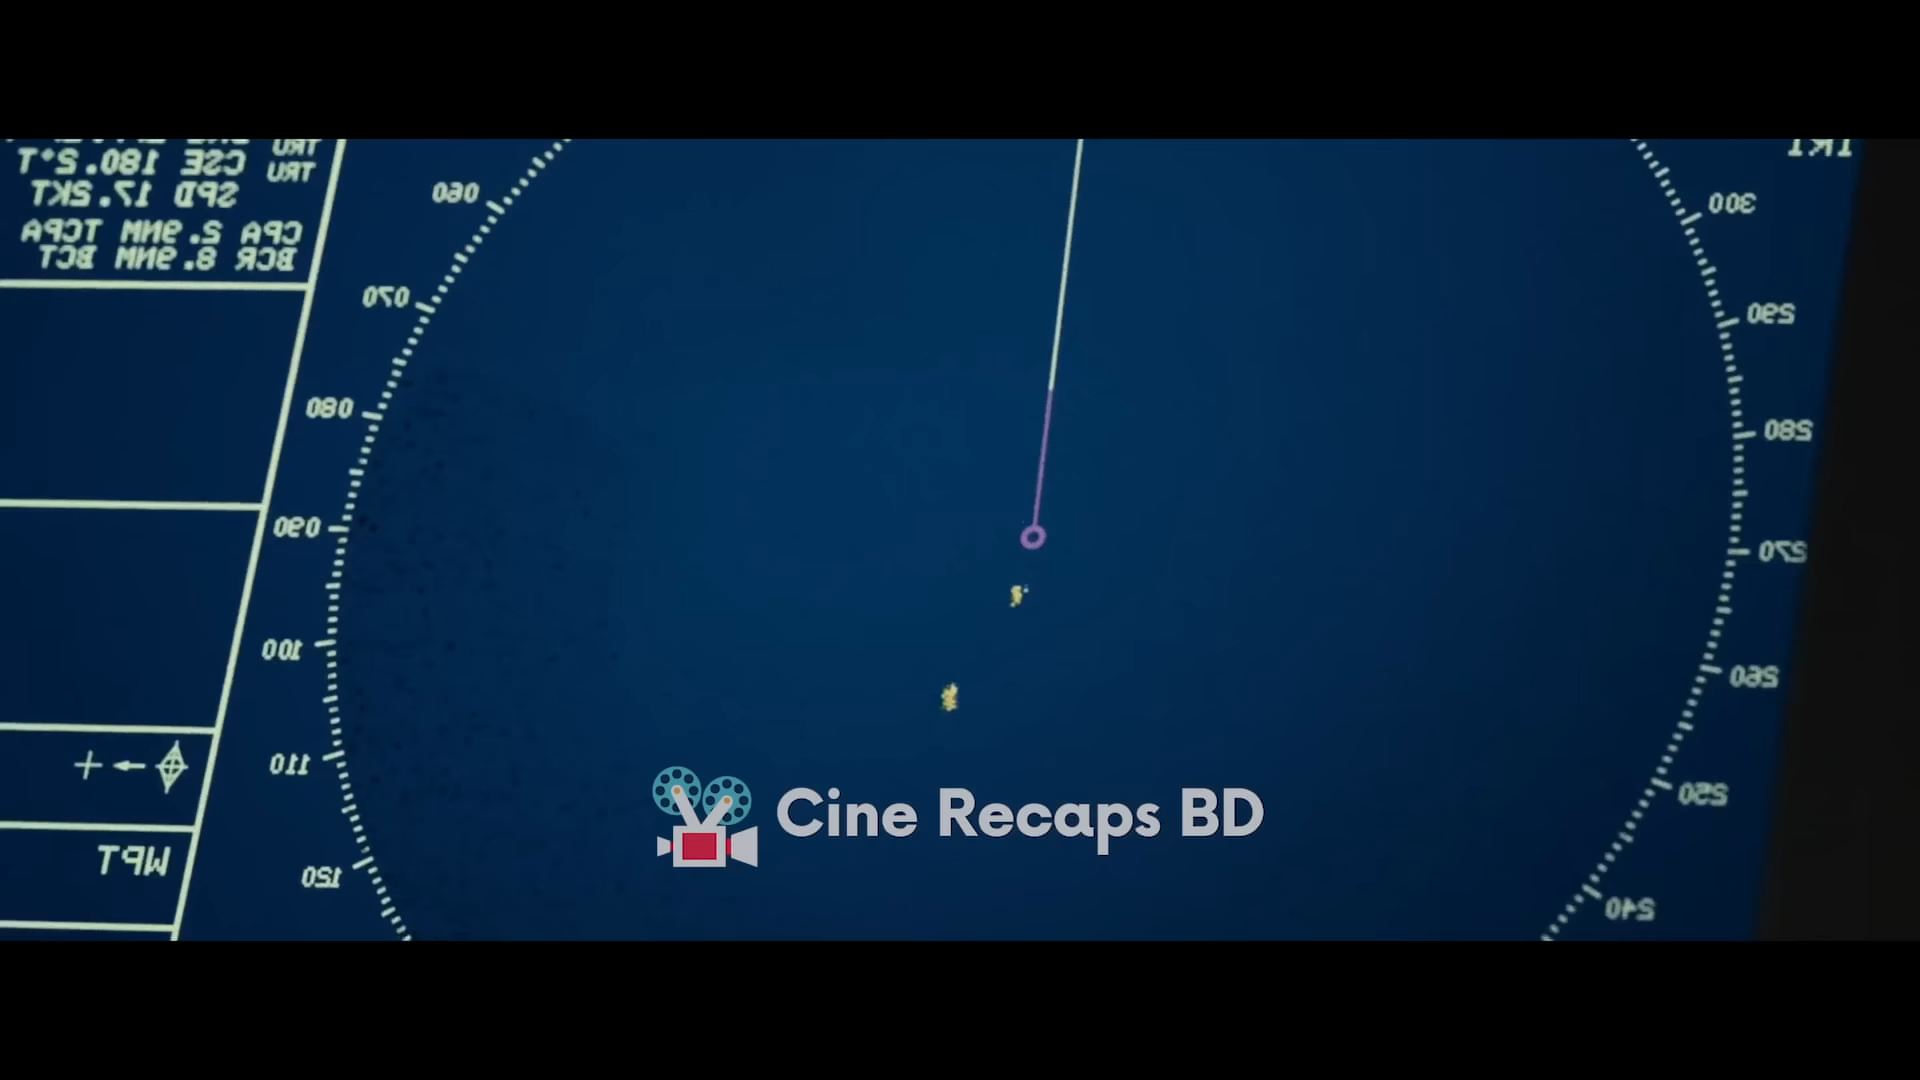 TRU
CSE 180.2°T
TRU
SPD 17.2KT
CPA 2.9NM TCPA
BCR 8.9NM BCT
WPT
060
070
080
090
100
110
120
300
290
280
270
260
250
240
Cine Recaps BD